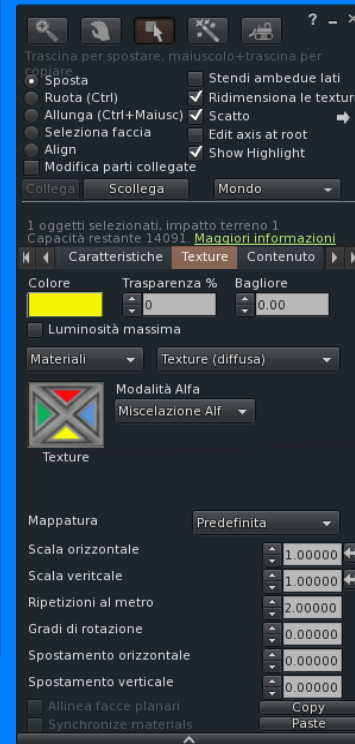 ? _ ×
Trascina per spostare, maiuscolo+trascina per
copiare
Sposta
Stendi ambedue lati
Ruota (Ctrl)
Ridimensiona le texture
Allunga (Ctrl+Maiusc)
Scatto
Seleziona faccia
Edit axis at root
Align
Show Highlight
Modifica parti collegate
Collega
Scollega
Mondo
1 oggetti selezionati, impatto terreno 1
Capacità restante 14091. Maggiori informazioni
Caratteristiche
Texture
Contenuto
Colore
Trasparenza %
Bagliore
0
0.00
Luminosità massima
Materiali
Texture (diffusa)
Modalità Alfa
Miscelazione Alf
Texture
Mappatura
Predefinita
Scala orizzontale
1.00000
Scala veritcale
1.00000
Ripetizioni al metro
2.00000
Gradi di rotazione
0.00000
Spostamento orizzontale
0.00000
Spostamento verticale
0.00000
Allinea facce planari
Copy
Synchronize materials
Paste